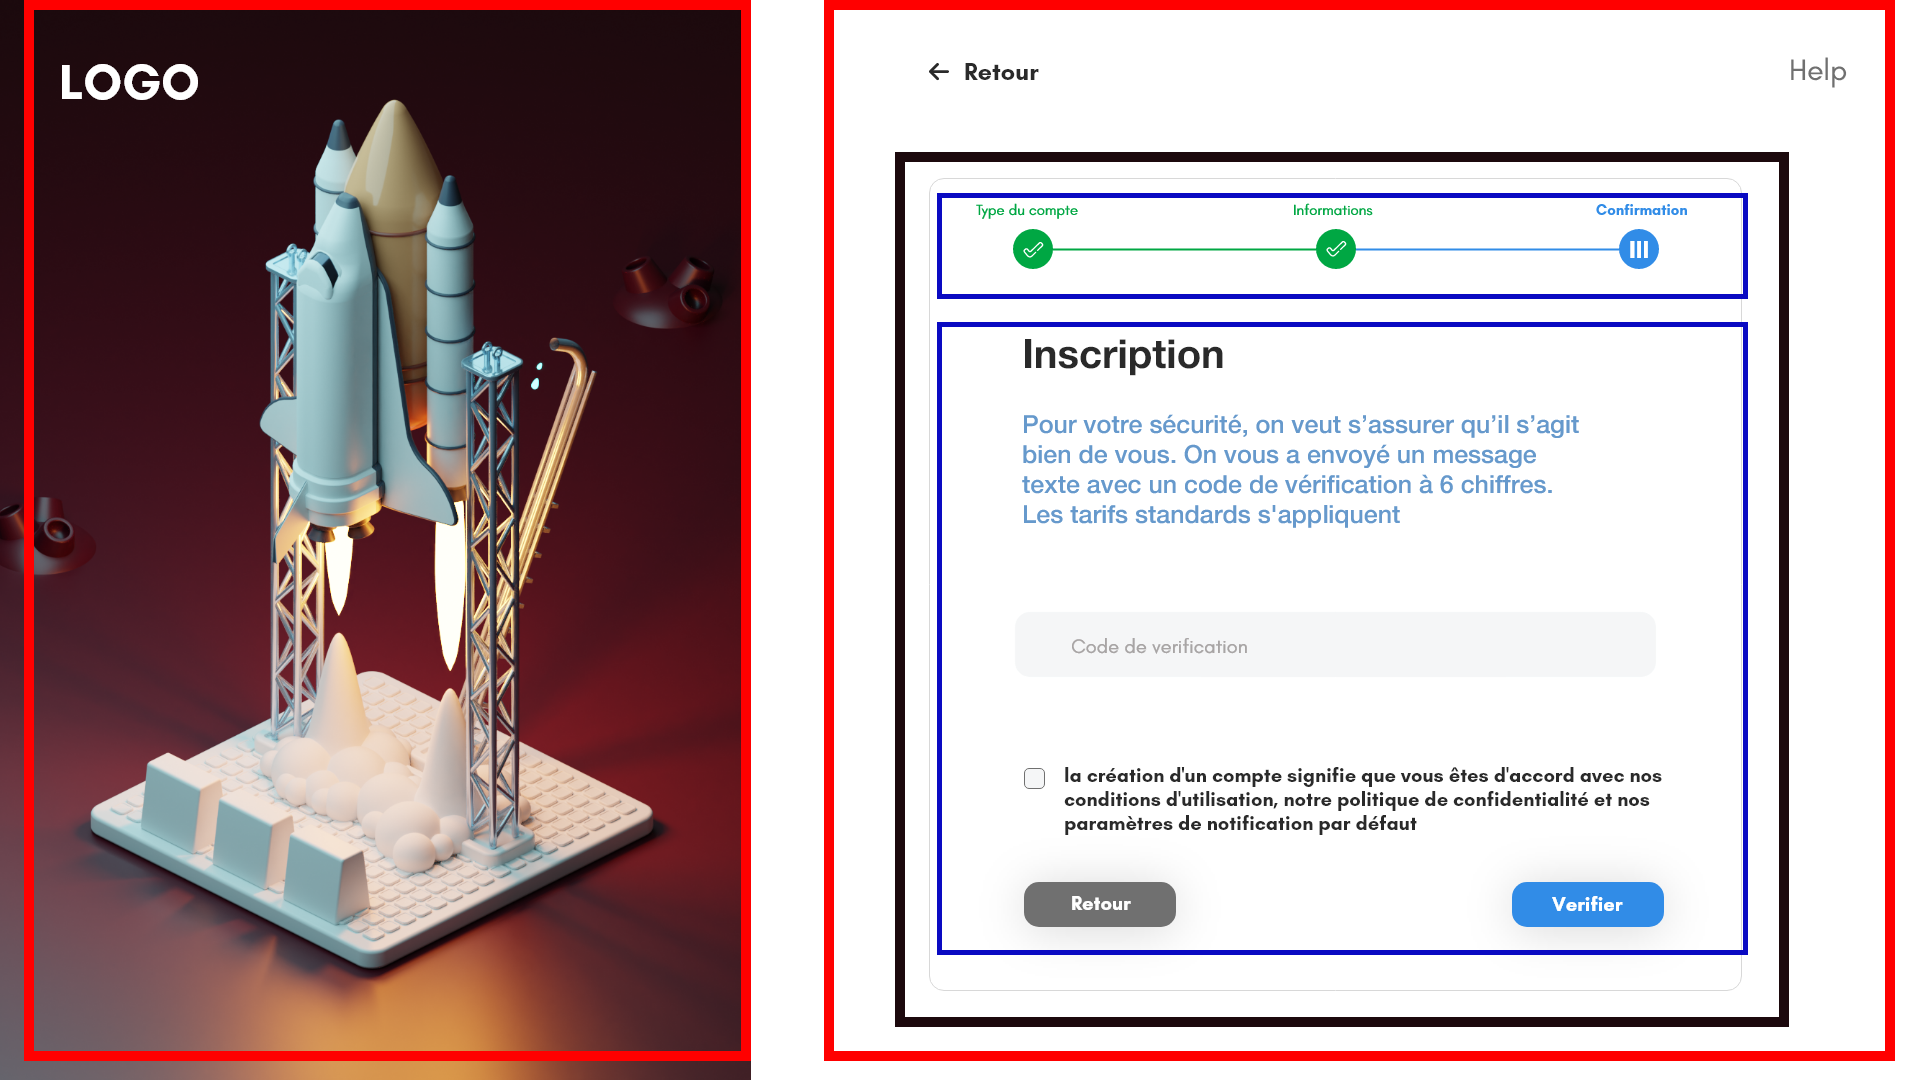 LOGO
Retour
Help
Type du compte
Informations
Confirmation
Inscription
Pour votre sécurité, on veut s’assurer qu’il s’agit
bien de vous. On vous a envoyé un message
texte avec un code de vérification à 6 chiffres.
Les tarifs standards s'appliquent
Code de verification
la création d'un compte signifie que vous êtes d'accord avec nos
conditions d'utilisation, notre politique de confidentialité et nos
paramètres de notification par défaut
Retour
Verifier